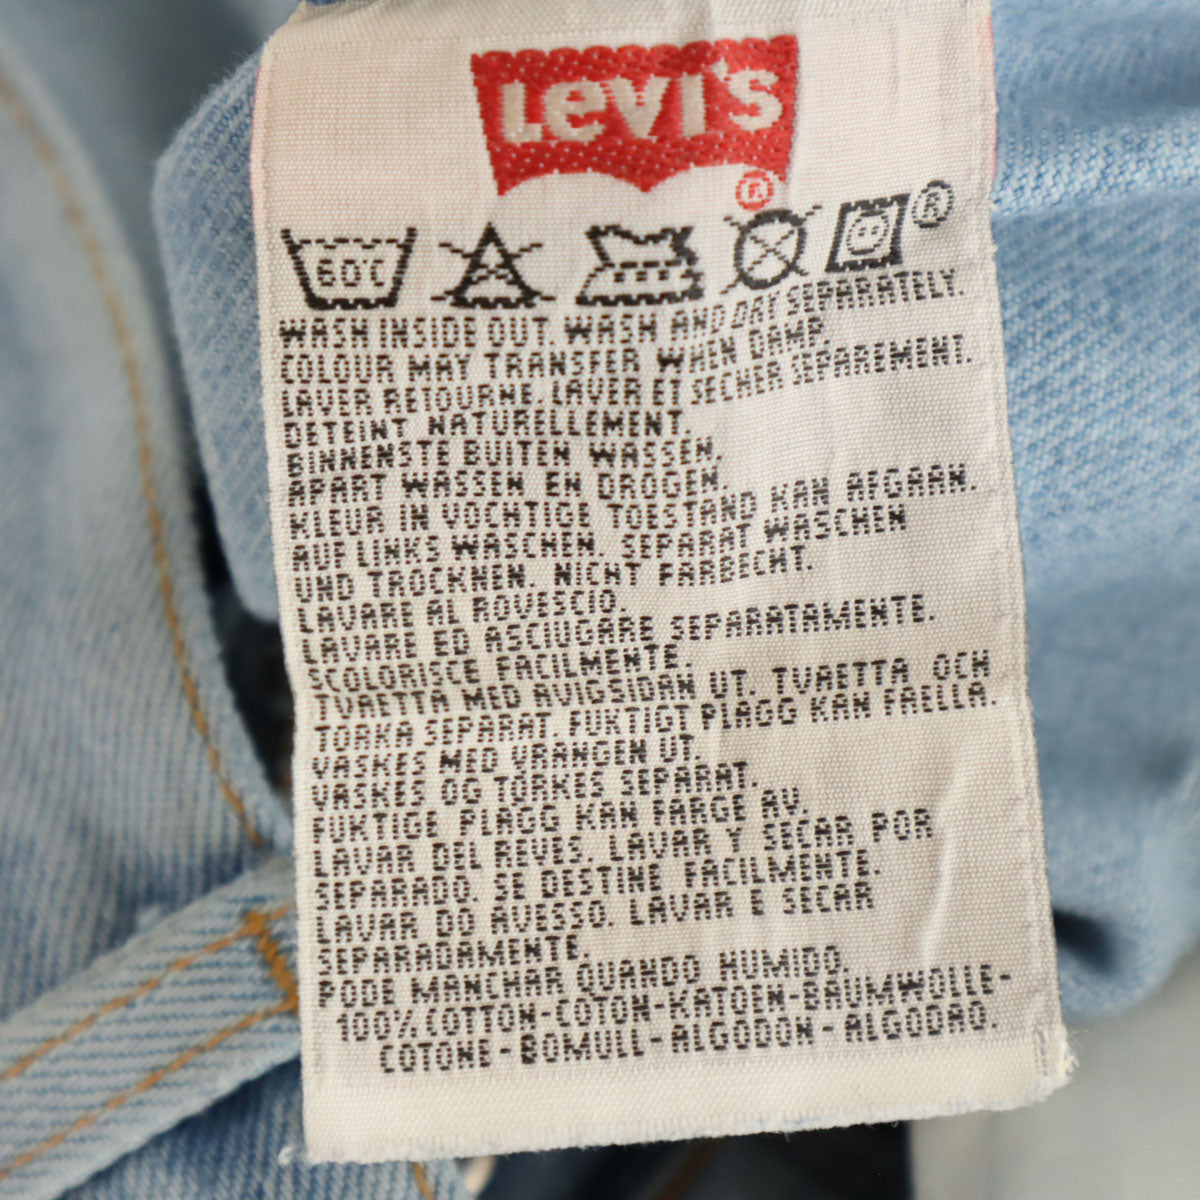 Levi's
®
60°C
®
WASH INSIDE OUT. WASH AND DRY SEPARATELY.
COLOUR MAY TRANSFER WHEN DAMP.
LAVER RETOURNE. LAVER ET SECHER SEPAREMENT.
DETEINT NATURELLEMENT.
BINNENSTE BUITEN WASSEN.
APART WASSEN EN DROGEN.
KLEUR IN VOCHTIGE TOESTAND KAN AFGAAN.
AUF LINKS WASCHEN. SEPARAT WASCHEN
UND TROCKNEN. NICHT FARBECHT.
LAVARE AL ROVESCIO.
LAVARE ED ASCIUGARE SEPARATAMENTE.
SCOLORISCE FACILMENTE.
TVAETTA MED AVIGSIDAN UT. TVAETTA OCH
TORKA SEPARAT. FUKTIGT PLAGG KAN FAELLA.
VASKES MED VRANGEN UT.
VASKES OG TORKES SEPARAT.
FUKTIGE PLAGG KAN FARGE AV.
LAVAR DEL REVES. LAVAR Y SECAR POR
SEPARADO. SE DESTINE FACILMENTE.
LAVAR DO AVESSO. LAVAR E SECAR
SEPARADAMENTE.
PODE MANCHAR QUANDO HUMIDO.
100% COTTON-COTON-KATOEN-BAUMWOLLE-
COTONE-BOMULL-ALGODON-ALGODAO.